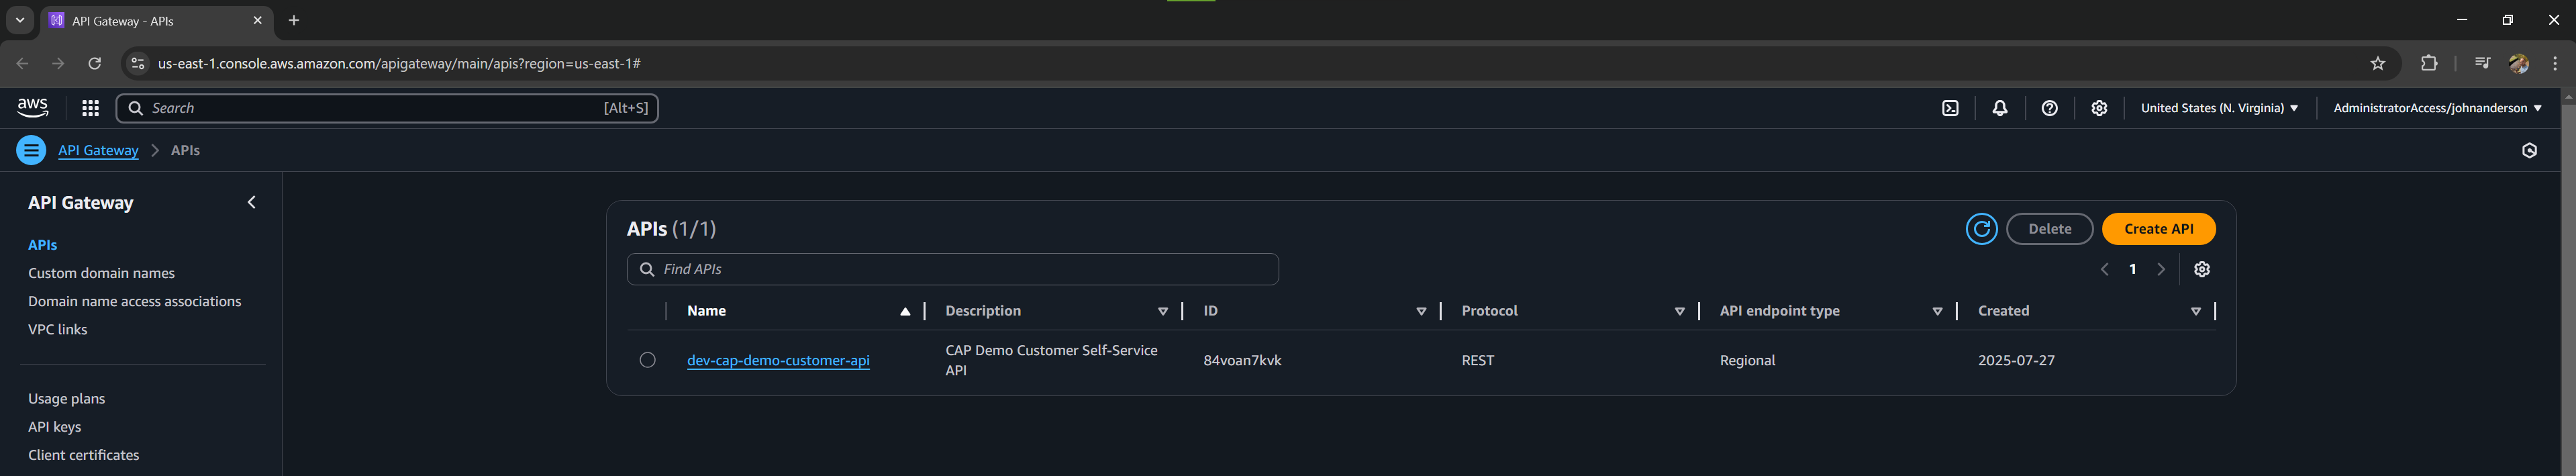 API Gateway - APIs
us-east-1.console.aws.amazon.com/apigateway/main/apis?region=us-east-1#
aws
Search [Alt+S]
United States (N. Virginia)
AdministratorAccess/johnanderson
API Gateway > APIs
API Gateway
APIs
Custom domain names
Domain name access associations
VPC links
Usage plans
API keys
Client certificates
APIs (1/1)
Delete
Create API
Find APIs
1
Name Description ID Protocol API endpoint type Created
dev-cap-demo-customer-api CAP Demo Customer Self-Service 84voan7kvk REST Regional 2025-07-27
API